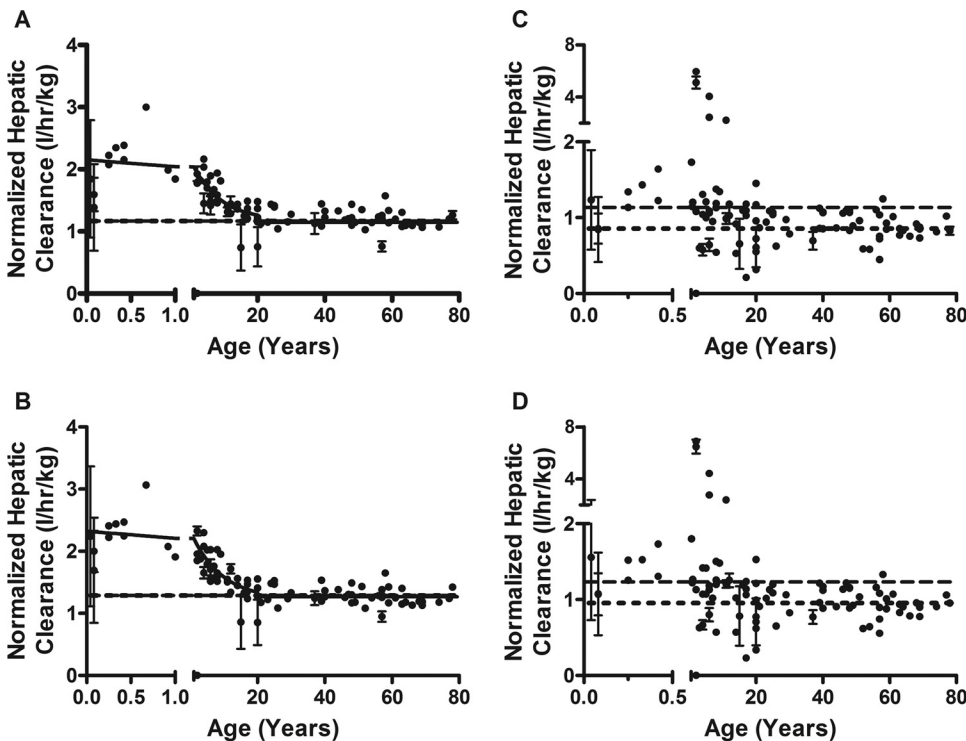 A
Normalized Hepatic
Clearance (l/hr/kg)
4
3
2
1
0
0.0 0.5 1.0 20 40 60 80
Age (Years)
C
Normalized Hepatic
Clearance (l/hr/kg)
8
4
2
1
0
0.0 0.5 20 40 60 80
Age (Years)
B
Normalized Hepatic
Clearance (l/hr/kg)
4
3
2
1
0
0.0 0.5 1.0 20 40 60 80
Age (Years)
D
Normalized Hepatic
Clearance (l/hr/kg)
8
4
2
1
0
0.0 0.5 20 40 60 80
Age (Years)